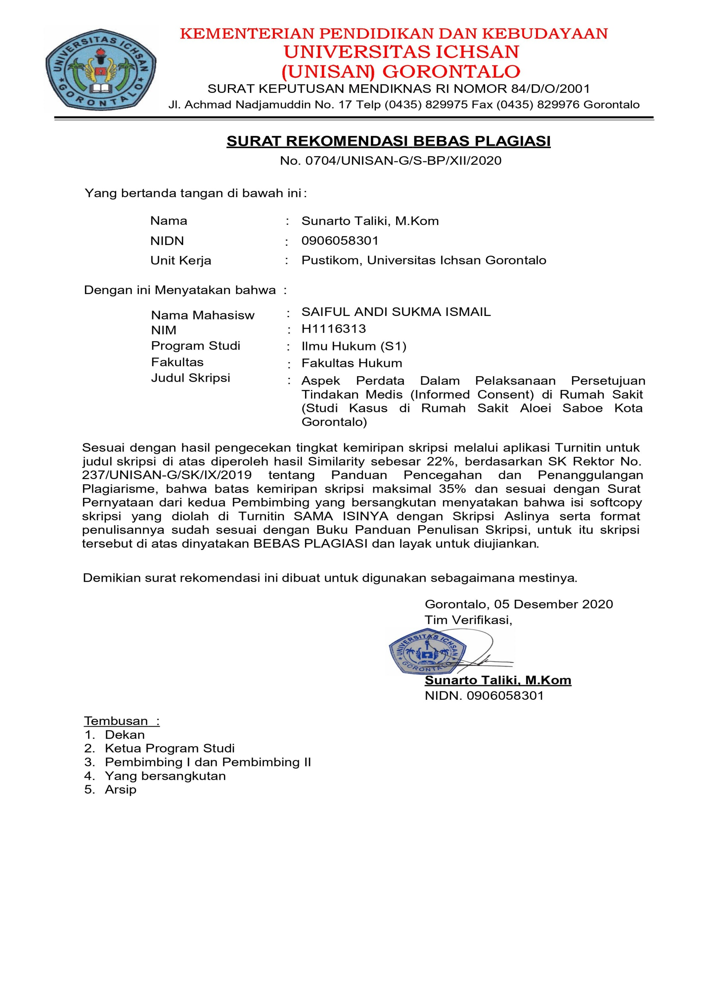 UNIVERSITAS ICHSAN
GORONTALO
KEMENTERIAN PENDIDIKAN DAN KEBUDAYAAN
UNIVERSITAS ICHSAN
(UNISAN) GORONTALO
SURAT KEPUTUSAN MENDIKNAS RI NOMOR 84/D/O/2001
Jl. Achmad Nadjamuddin No. 17 Telp (0435) 829975 Fax (0435) 829976 Gorontalo
SURAT REKOMENDASI BEBAS PLAGIASI
No. 0704/UNISAN-G/S-BP/XII/2020
Yang bertanda tangan di bawah ini :
Nama : Sunarto Taliki, M.Kom
NIDN : 0906058301
Unit Kerja : Pustikom, Universitas Ichsan Gorontalo
Dengan ini Menyatakan bahwa :
Nama Mahasisw : SAIFUL ANDI SUKMA ISMAIL
NIM : H1116313
Program Studi : Ilmu Hukum (S1)
Fakultas : Fakultas Hukum
Judul Skripsi : Aspek Perdata Dalam Pelaksanaan Persetujuan
Tindakan Medis (Informed Consent) di Rumah Sakit
(Studi Kasus di Rumah Sakit Aloei Saboe Kota
Gorontalo)
Sesuai dengan hasil pengecekan tingkat kemiripan skripsi melalui aplikasi Turnitin untuk
judul skripsi di atas diperoleh hasil Similarity sebesar 22%, berdasarkan SK Rektor No.
237/UNISAN-G/SK/IX/2019 tentang Panduan Pencegahan dan Penanggulangan
Plagiarisme, bahwa batas kemiripan skripsi maksimal 35% dan sesuai dengan Surat
Pernyataan dari kedua Pembimbing yang bersangkutan menyatakan bahwa isi softcopy
skripsi yang diolah di Turnitin SAMA ISINYA dengan Skripsi Aslinya serta format
penulisannya sudah sesuai dengan Buku Panduan Penulisan Skripsi, untuk itu skripsi
tersebut di atas dinyatakan BEBAS PLAGIASI dan layak untuk diujiankan.
Demikian surat rekomendasi ini dibuat untuk digunakan sebagaimana mestinya.
Gorontalo, 05 Desember 2020
Tim Verifikasi,
UNIVERSITAS ICHSAN
GORONTALO
Sunarto Taliki, M.Kom
NIDN. 0906058301
Tembusan :
1. Dekan
2. Ketua Program Studi
3. Pembimbing I dan Pembimbing II
4. Yang bersangkutan
5. Arsip